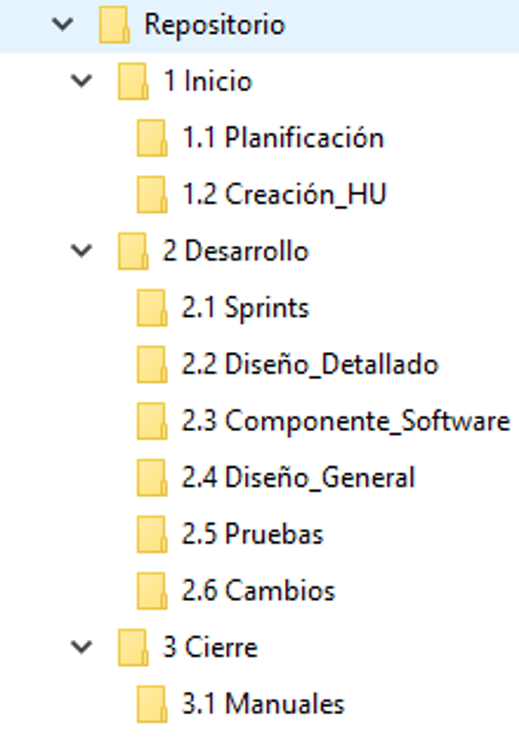 Repositorio
1 Inicio
1.1 Planificación
1.2 Creación_HU
2 Desarrollo
2.1 Sprints
2.2 Diseño_Detallado
2.3 Componente_Software
2.4 Diseño_General
2.5 Pruebas
2.6 Cambios
3 Cierre
3.1 Manuales